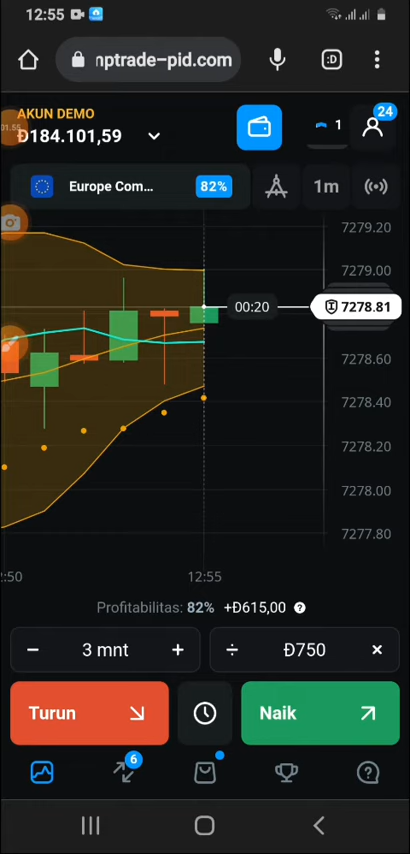 12:55
mptrade-pid.com
:D
AKUN DEMO
Đ184.101,59
1
24
Europe Com...
82%
1m
7279.20
7279.00
00:20
7278.81
7278.60
7278.40
7278.20
7278.00
7277.80
:50
12:55
Profitabilitas: 82% +Đ615,00 ?
− 3 mnt +
÷ Đ750 ×
Turun
Naik
6
?